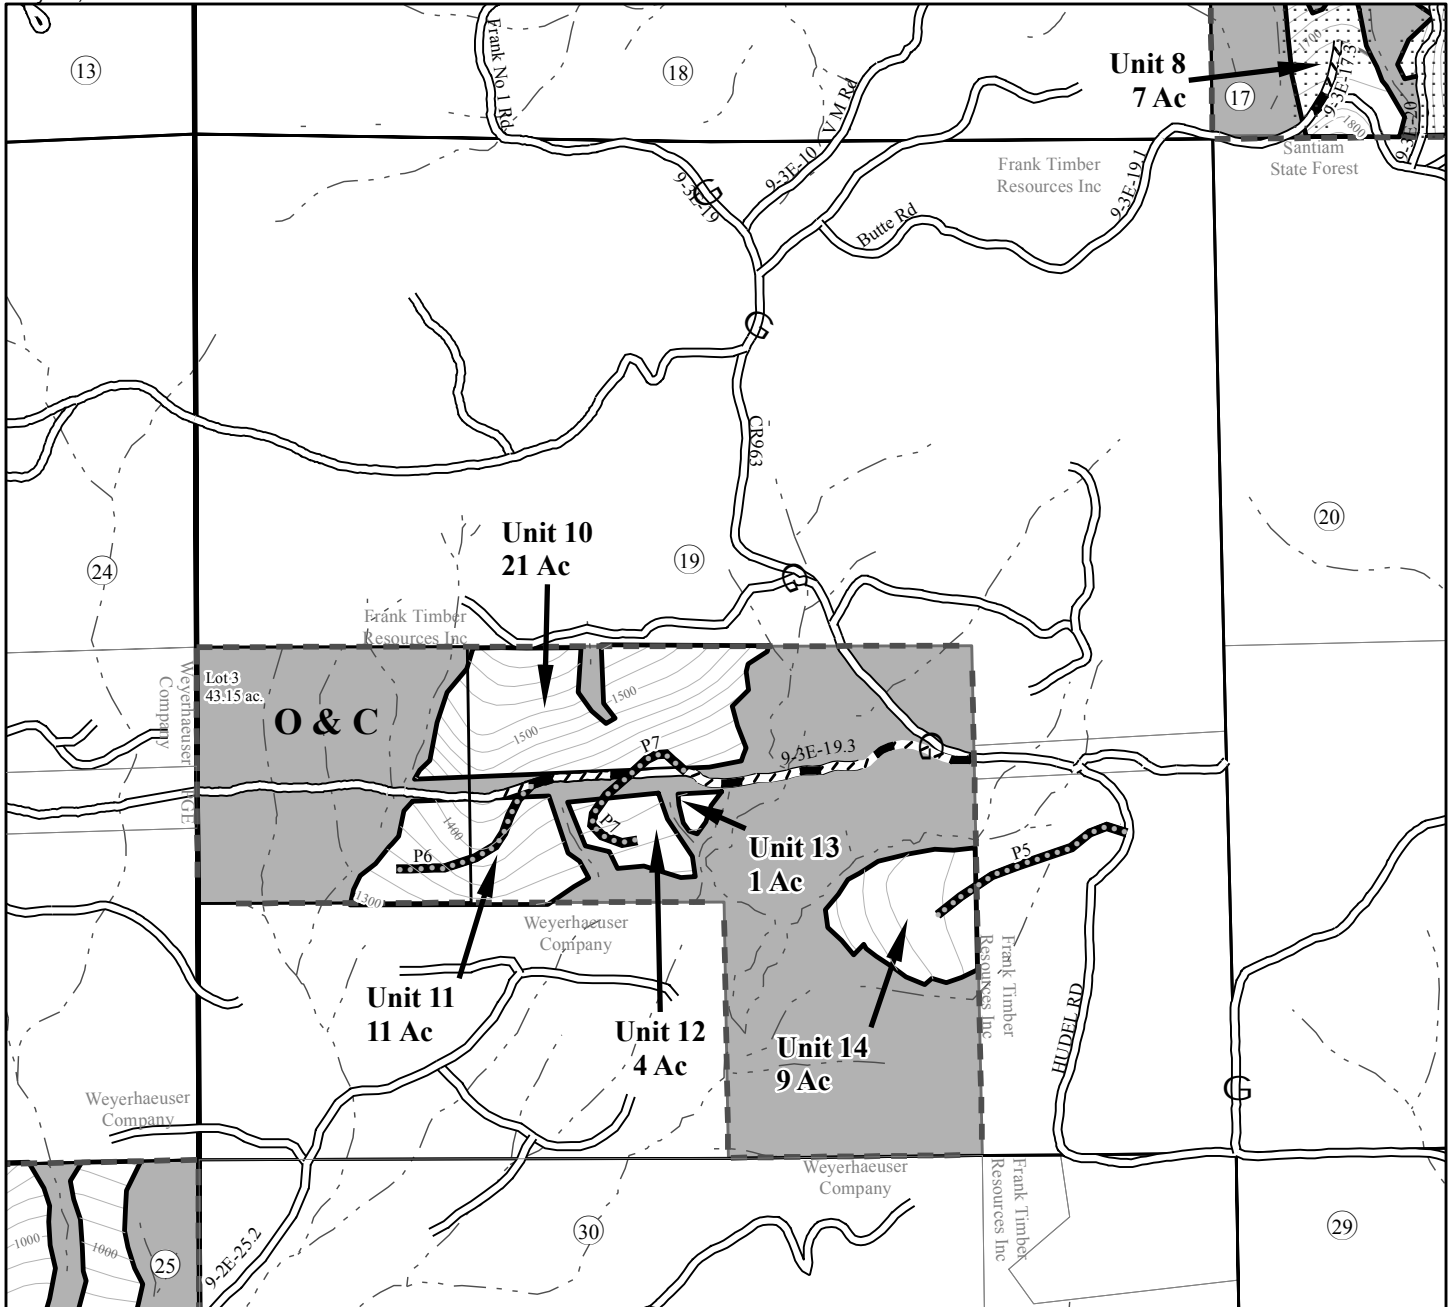 13
Frank No 1 Rd
18
Unit 8
7 Ac
17
1700
9-3E-17.3
1800
9-3E-20
Santiam
State Forest
V M Rd
9-3E-10
9-3E-19
G
Frank Timber
Resources Inc
9-3E-19.1
Butte Rd
G
CR963
20
24
19
Unit 10
21 Ac
G
Frank Timber
Resources Inc
Weyerhaeuser
Company
Lot 3
43.15 ac.
O & C
1500
1500
P7
9-3E-19.3
G
1400
P7
P6
1300
Unit 13
1 Ac
P5
Weyerhaeuser
Company
Frank Timber
Resources Inc
Unit 11
11 Ac
Unit 12
4 Ac
Unit 14
9 Ac
HUDEL RD
G
Weyerhaeuser
Company
Weyerhaeuser
Company
Frank Timber
Resources Inc
1000
1000
25
9-2E-25.2
30
29